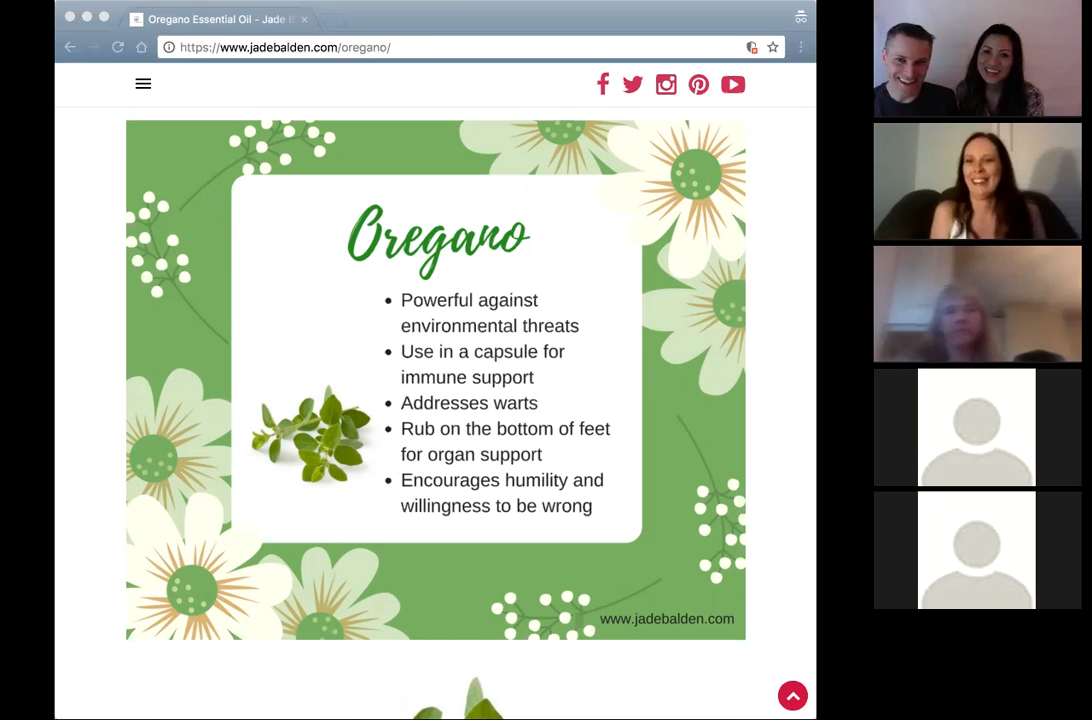 Oregano Essential Oil - Jade B
https://www.jadebalden.com/oregano/
Oregano
Powerful against
environmental threats
Use in a capsule for
immune support
Addresses warts
Rub on the bottom of feet
for organ support
Encourages humility and
willingness to be wrong
www.jadebalden.com